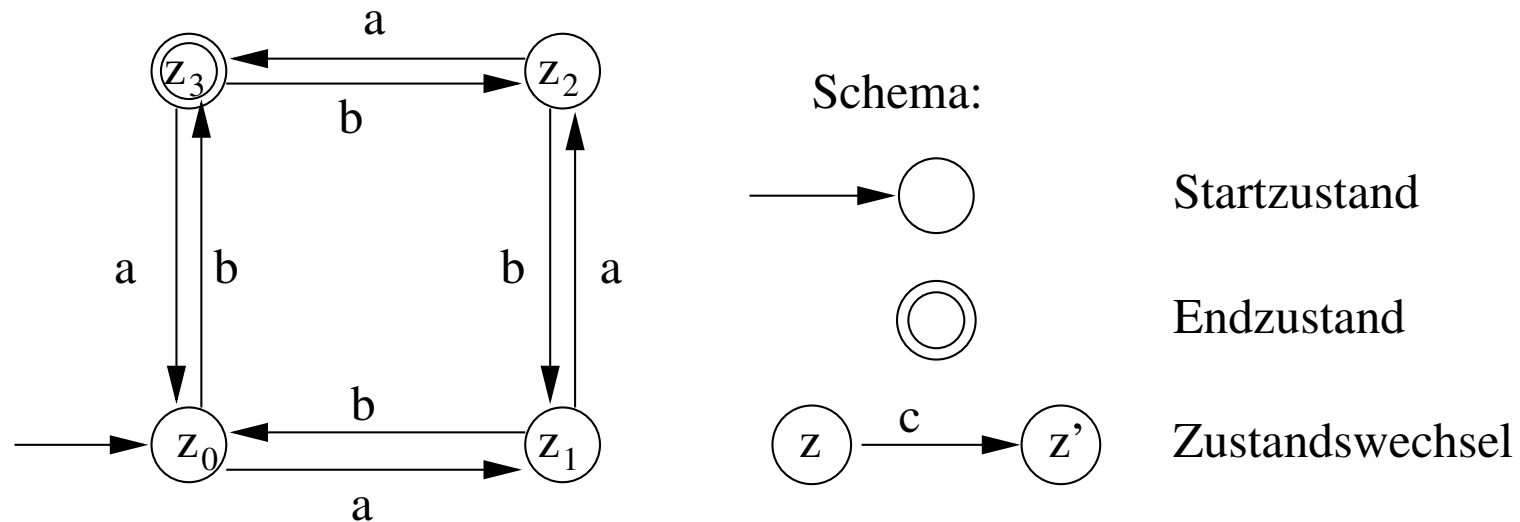 a
z3
z2
b
a
b
b
a
b
z0
z1
a
Schema:
Startzustand
Endzustand
z
c
z'
Zustandswechsel